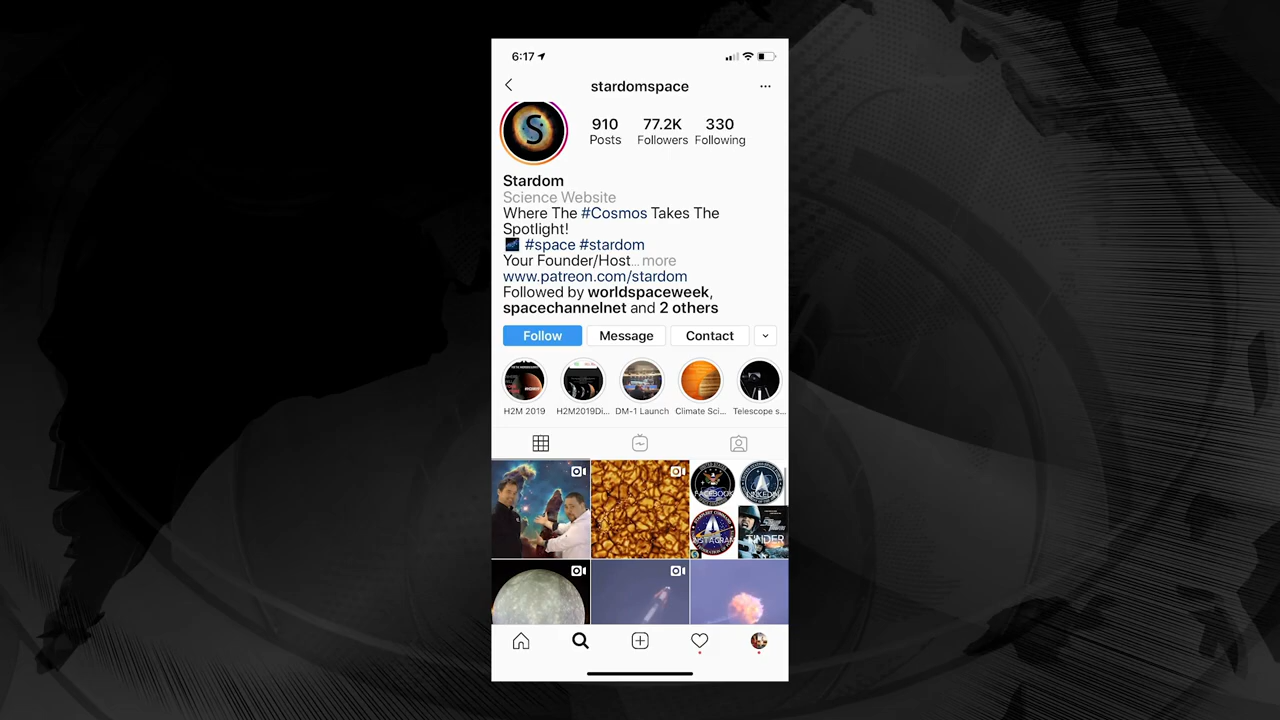 6:17
stardomspace
S
910 77.2K 330
Posts Followers Following
Stardom
Science Website
Where The #Cosmos Takes The
Spotlight!
#space #stardom
Your Founder/Host... more
www.patreon.com/stardom
Followed by worldspaceweek,
spacechannelnet and 2 others
Follow Message Contact
H2M 2019 H2M2019Di... DM-1 Launch Climate Sci... Telescope s...
FACEBOOK LINKEDIN
INSTAGRAM TINDER